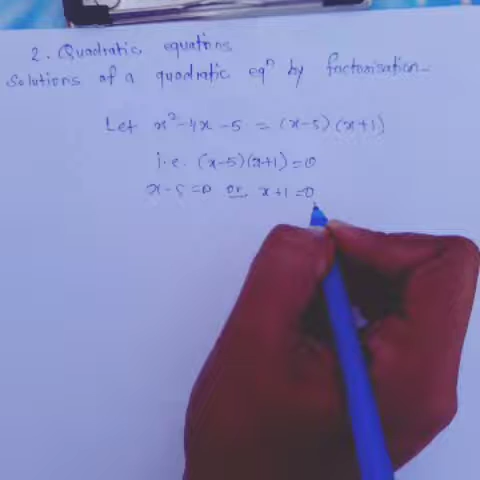 2. Quadratic equations
Solutions of a quadratic eqⁿ by factorisation-
Let x²-4x-5 = (x-5)(x+1)
i.e. (x-5)(x+1)=0
x-5=0 or x+1=0